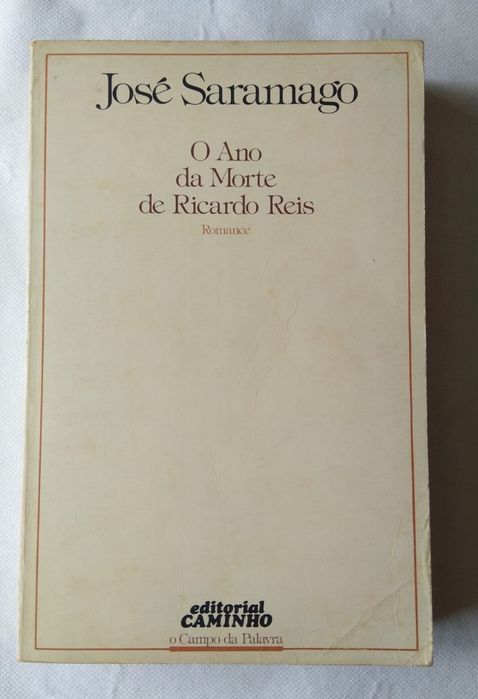 José Saramago
O Ano
da Morte
de Ricardo Reis
Romance
editorial
CAMINHO
o Campo da Palavra